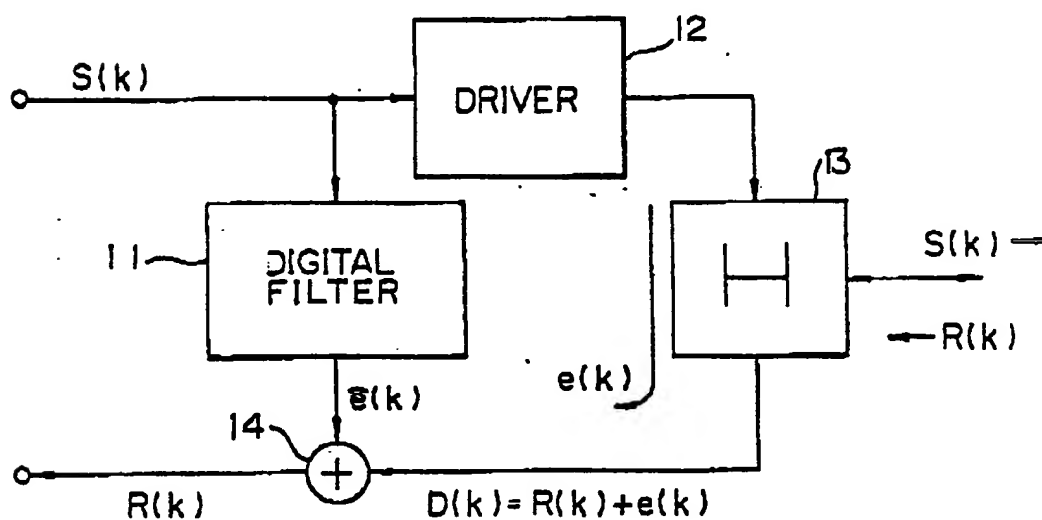 12
S(k)
DRIVER
13
11
DIGITAL
FILTER
H
S(k)
R(k)
e(k)
ē(k)
14
+
R(k)
D(k)=R(k)+e(k)